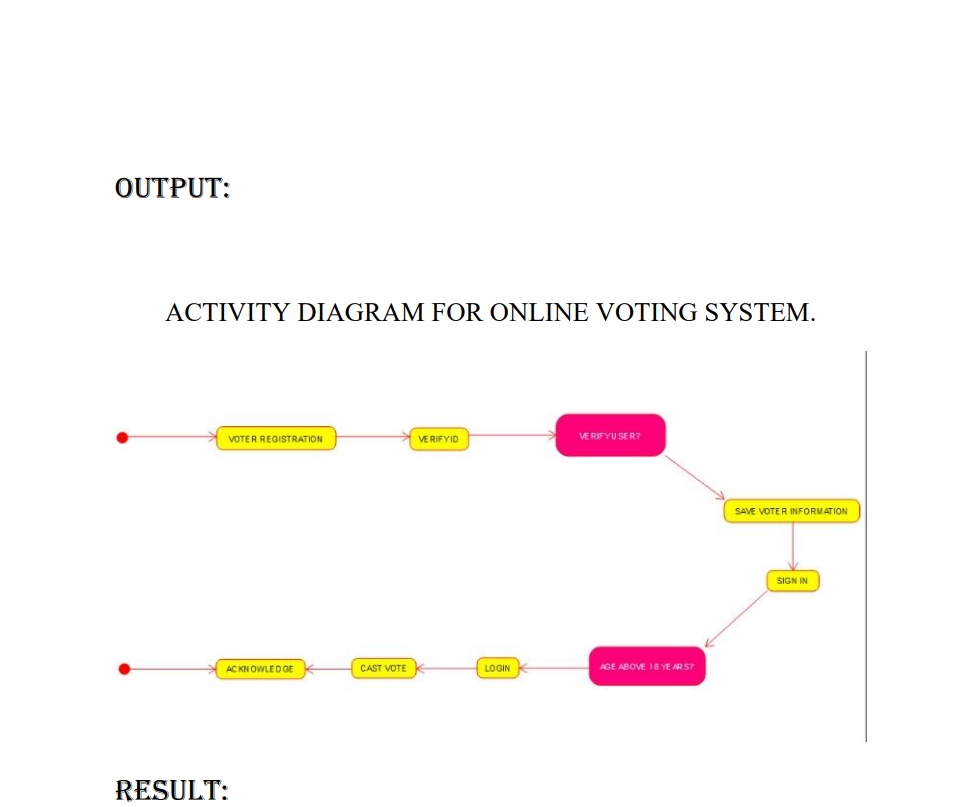 OUTPUT:
ACTIVITY DIAGRAM FOR ONLINE VOTING SYSTEM.
VOTER REGISTRATION
VERIFYID
VERIFYUSER?
SAVE VOTER INFORMATION
SIGN IN
AGE ABOVE 18 YEARS?
LOGIN
CAST VOTE
ACKNOWLEDGE
RESULT: